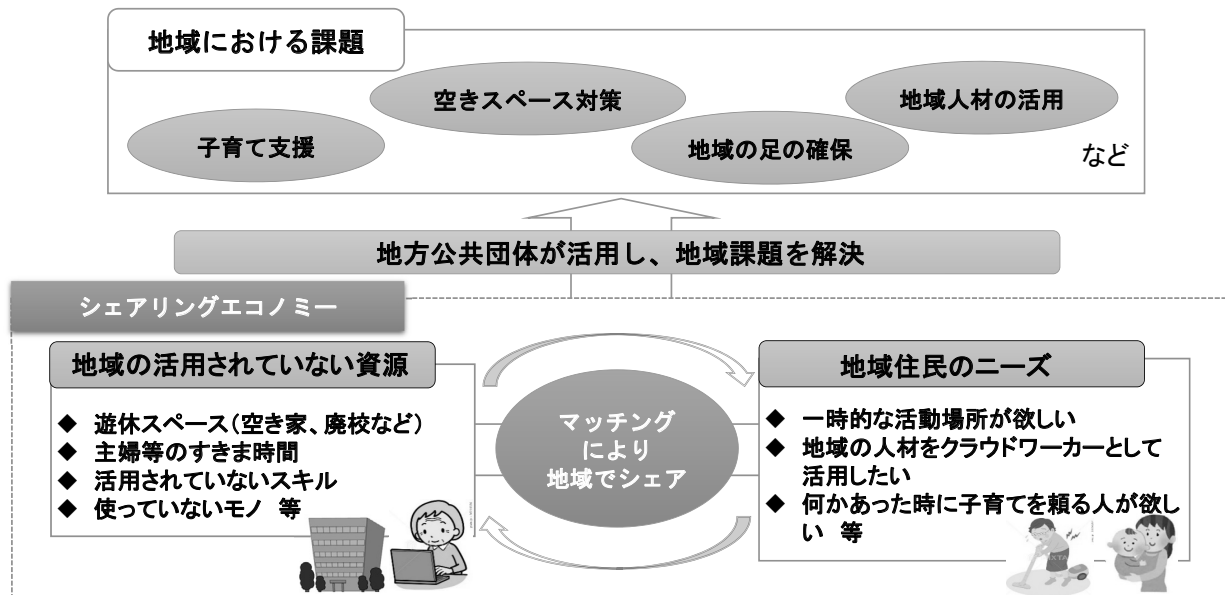 地域における課題
空きスペース対策
地域人材の活用
子育て支援
地域の足の確保
など
地方公共団体が活用し、地域課題を解決
シェアリングエコノミー
地域の活用されていない資源
◆ 遊休スペース（空き家、廃校など）
◆ 主婦等のすきま時間
◆ 活用されていないスキル
◆ 使っていないモノ　等
マッチング
により
地域でシェア
地域住民のニーズ
◆ 一時的な活動場所が欲しい
◆ 地域の人材をクラウドワーカーとして
活用したい
◆ 何かあった時に子育てを頼る人が欲し
い　等